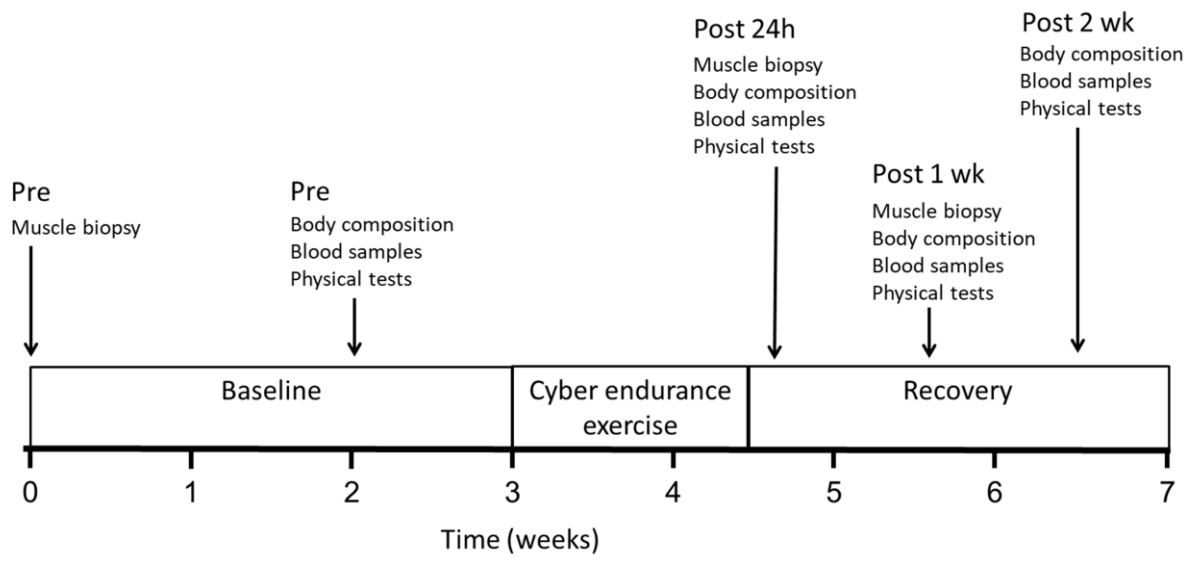 Post 24h
Muscle biopsy
Body composition
Blood samples
Physical tests
Post 2 wk
Body composition
Blood samples
Physical tests
Post 1 wk
Muscle biopsy
Body composition
Blood samples
Physical tests
Pre
Muscle biopsy
Pre
Body composition
Blood samples
Physical tests
Baseline
Cyber endurance
exercise
Recovery
0 1 2 3 4 5 6 7
Time (weeks)